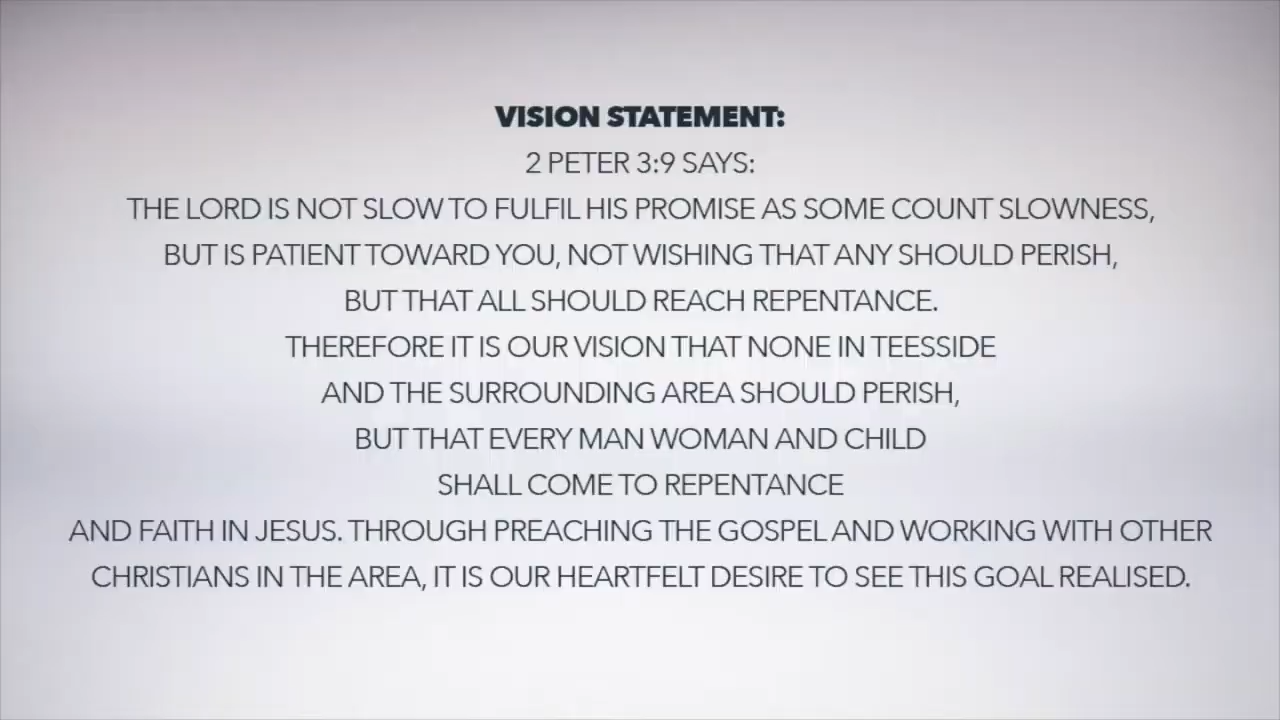 VISION STATEMENT:
2 PETER 3:9 SAYS:
THE LORD IS NOT SLOW TO FULFIL HIS PROMISE AS SOME COUNT SLOWNESS,
BUT IS PATIENT TOWARD YOU, NOT WISHING THAT ANY SHOULD PERISH,
BUT THAT ALL SHOULD REACH REPENTANCE.
THEREFORE IT IS OUR VISION THAT NONE IN TEESSIDE
AND THE SURROUNDING AREA SHOULD PERISH,
BUT THAT EVERY MAN WOMAN AND CHILD
SHALL COME TO REPENTANCE
AND FAITH IN JESUS. THROUGH PREACHING THE GOSPEL AND WORKING WITH OTHER
CHRISTIANS IN THE AREA, IT IS OUR HEARTFELT DESIRE TO SEE THIS GOAL REALISED.